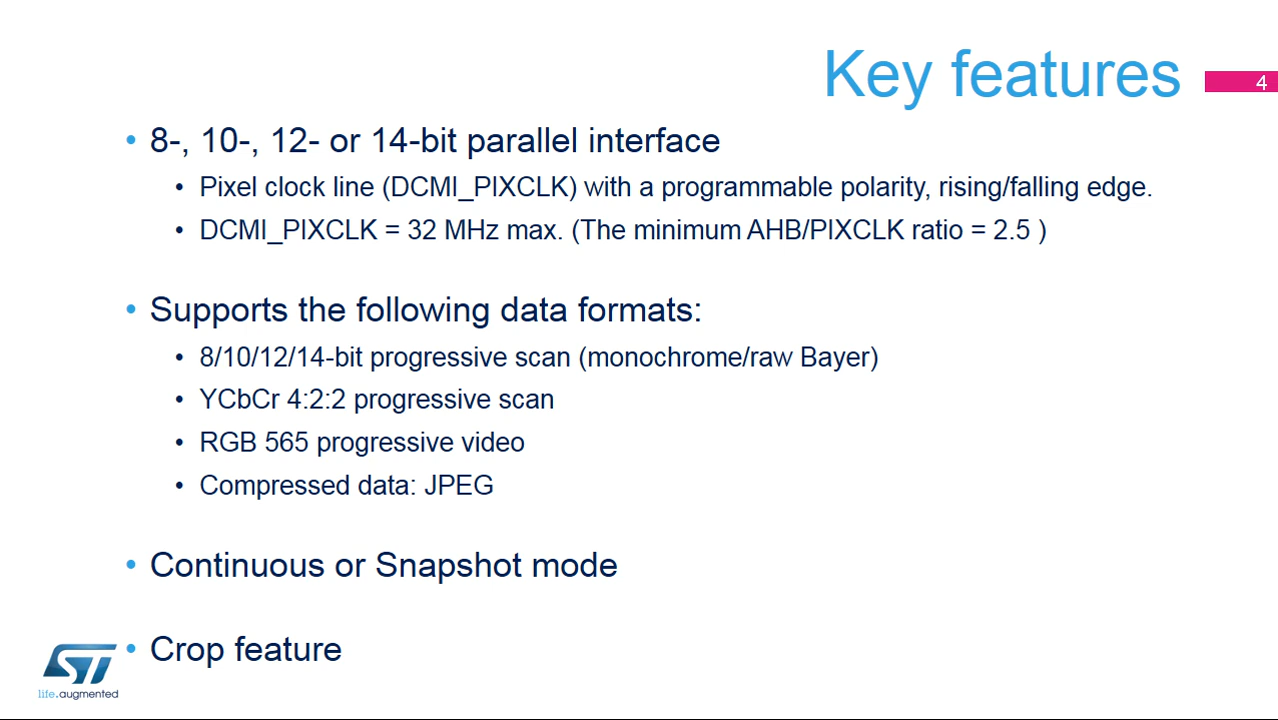 Key features
4
• 8-, 10-, 12- or 14-bit parallel interface
• Pixel clock line (DCMI_PIXCLK) with a programmable polarity, rising/falling edge.
• DCMI_PIXCLK = 32 MHz max. (The minimum AHB/PIXCLK ratio = 2.5 )
• Supports the following data formats:
• 8/10/12/14-bit progressive scan (monochrome/raw Bayer)
• YCbCr 4:2:2 progressive scan
• RGB 565 progressive video
• Compressed data: JPEG
• Continuous or Snapshot mode
• Crop feature
ST
life.augmented